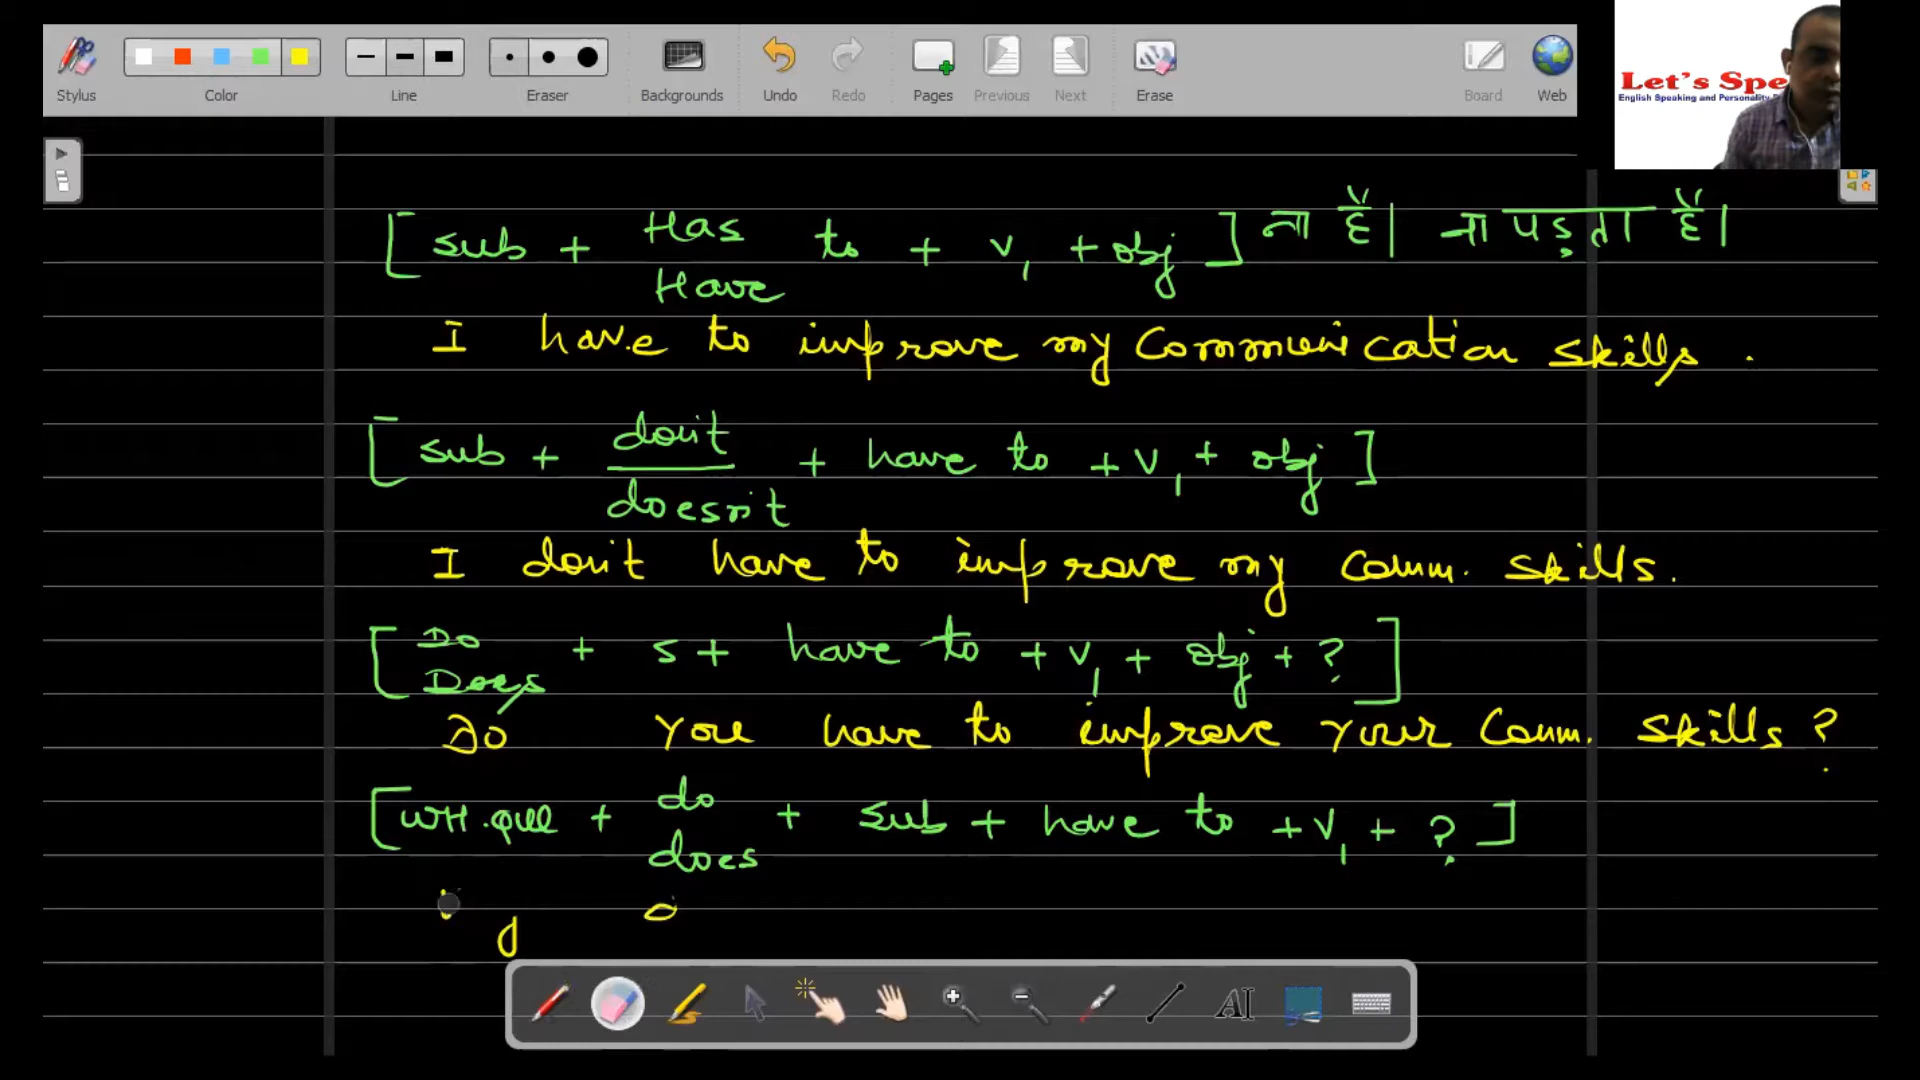 Stylus Color Line Eraser Backgrounds Undo Redo Pages Previous Next Erase Board Web
Let's Spe
English Speaking and Personality
[sub + Has to + v1 + obj] ना है। ना पड़ता है।
Have
I have to improve my Communication skills.
[sub + don't + have to + v1 + obj]
doesn't
I don't have to improve my comm. skills.
[Do + s + have to + v1 + obj + ?]
Does
Do you have to improve your Comm. skills?
[WH.que + do + sub + have to + v1 + ?]
does
AI